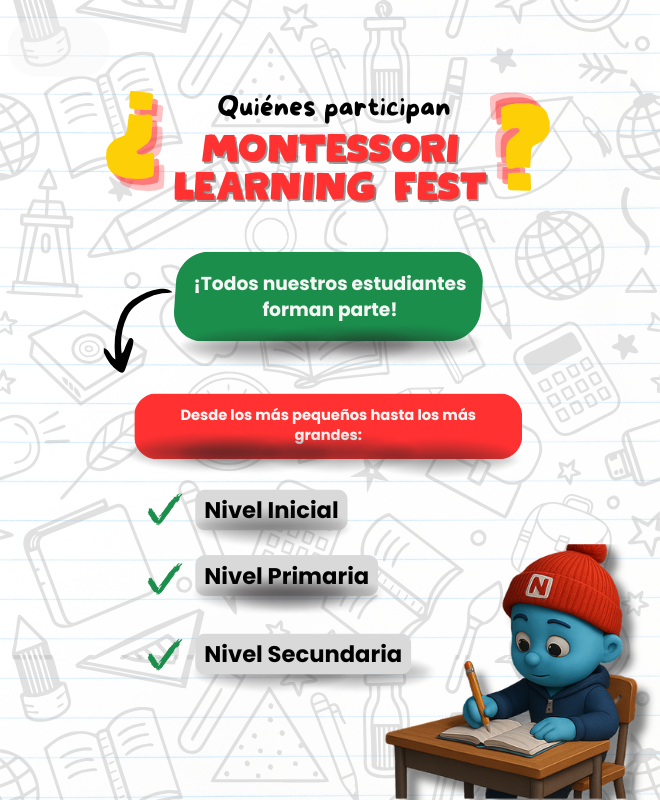 ¿
Quiénes participan
?
MONTESSORI
LEARNING FEST
¡Todos nuestros estudiantes
forman parte!
Desde los más pequeños hasta los más
grandes:
Nivel Inicial
Nivel Primaria
Nivel Secundaria
N